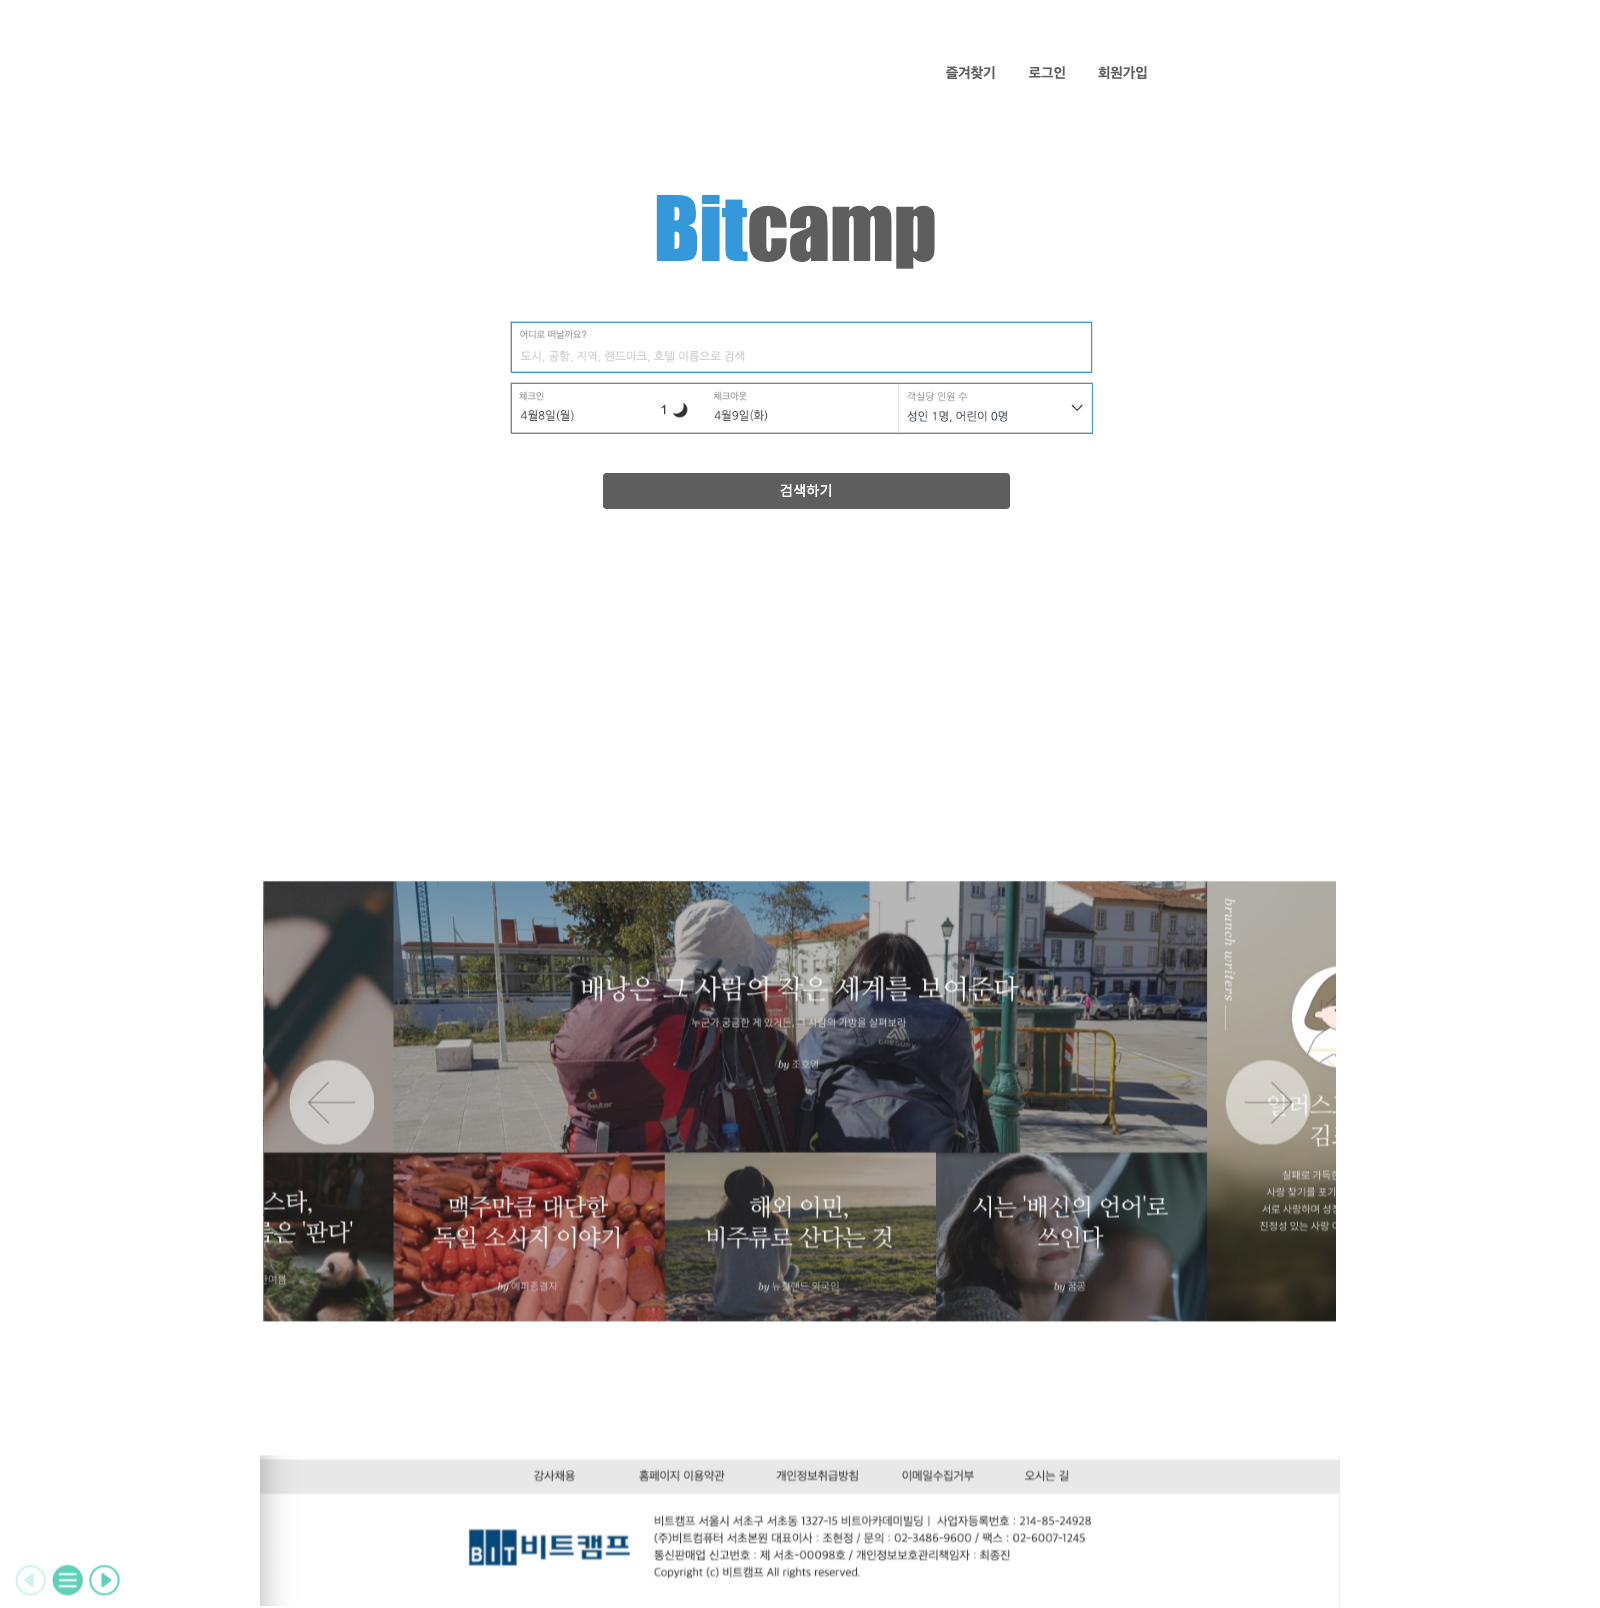 즐겨찾기 로그인 회원가입
Bitcamp
어디로 떠날까요?
도시, 공항, 지역, 랜드마크, 호텔 이름으로 검색
체크인 체크아웃 객실당 인원 수
4월8일(월) 1 4월9일(화) 성인 1명, 어린이 0명
검색하기
brunch writers
배낭은 그 사람의 작은 세계를 보여준다
누군가 궁금한 게 있거든, 그 사람의 가방을 살펴보라
GREGORY
deuter
스타,
'판다'
맥주만큼 대단한
독일 소시지 이야기
by 에피종결자
해외 이민,
비주류로 산다는 것
by 뉴질랜드 외국인
시는 '배신의 언어'로
쓰인다
by 꿈공
실패로 가득한
사랑 찾기를 포기
서로 사랑하며 성장
진정성 있는 사랑
강사채용 홈페이지 이용약관 개인정보취급방침 이메일수집거부 오시는 길
BIT 비트캠프
비트캠프 서울시 서초구 서초동 1327-15 비트아카데미빌딩 | 사업자등록번호 : 214-85-24928
(주)비트컴퓨터 서초본원 대표이사 : 조현정 / 문의 : 02-3486-9600 / 팩스 : 02-6007-1245
통신판매업 신고번호 : 제 서초-00098호 / 개인정보보호관리책임자 : 최종진
Copyright (c) 비트캠프 All rights reserved.